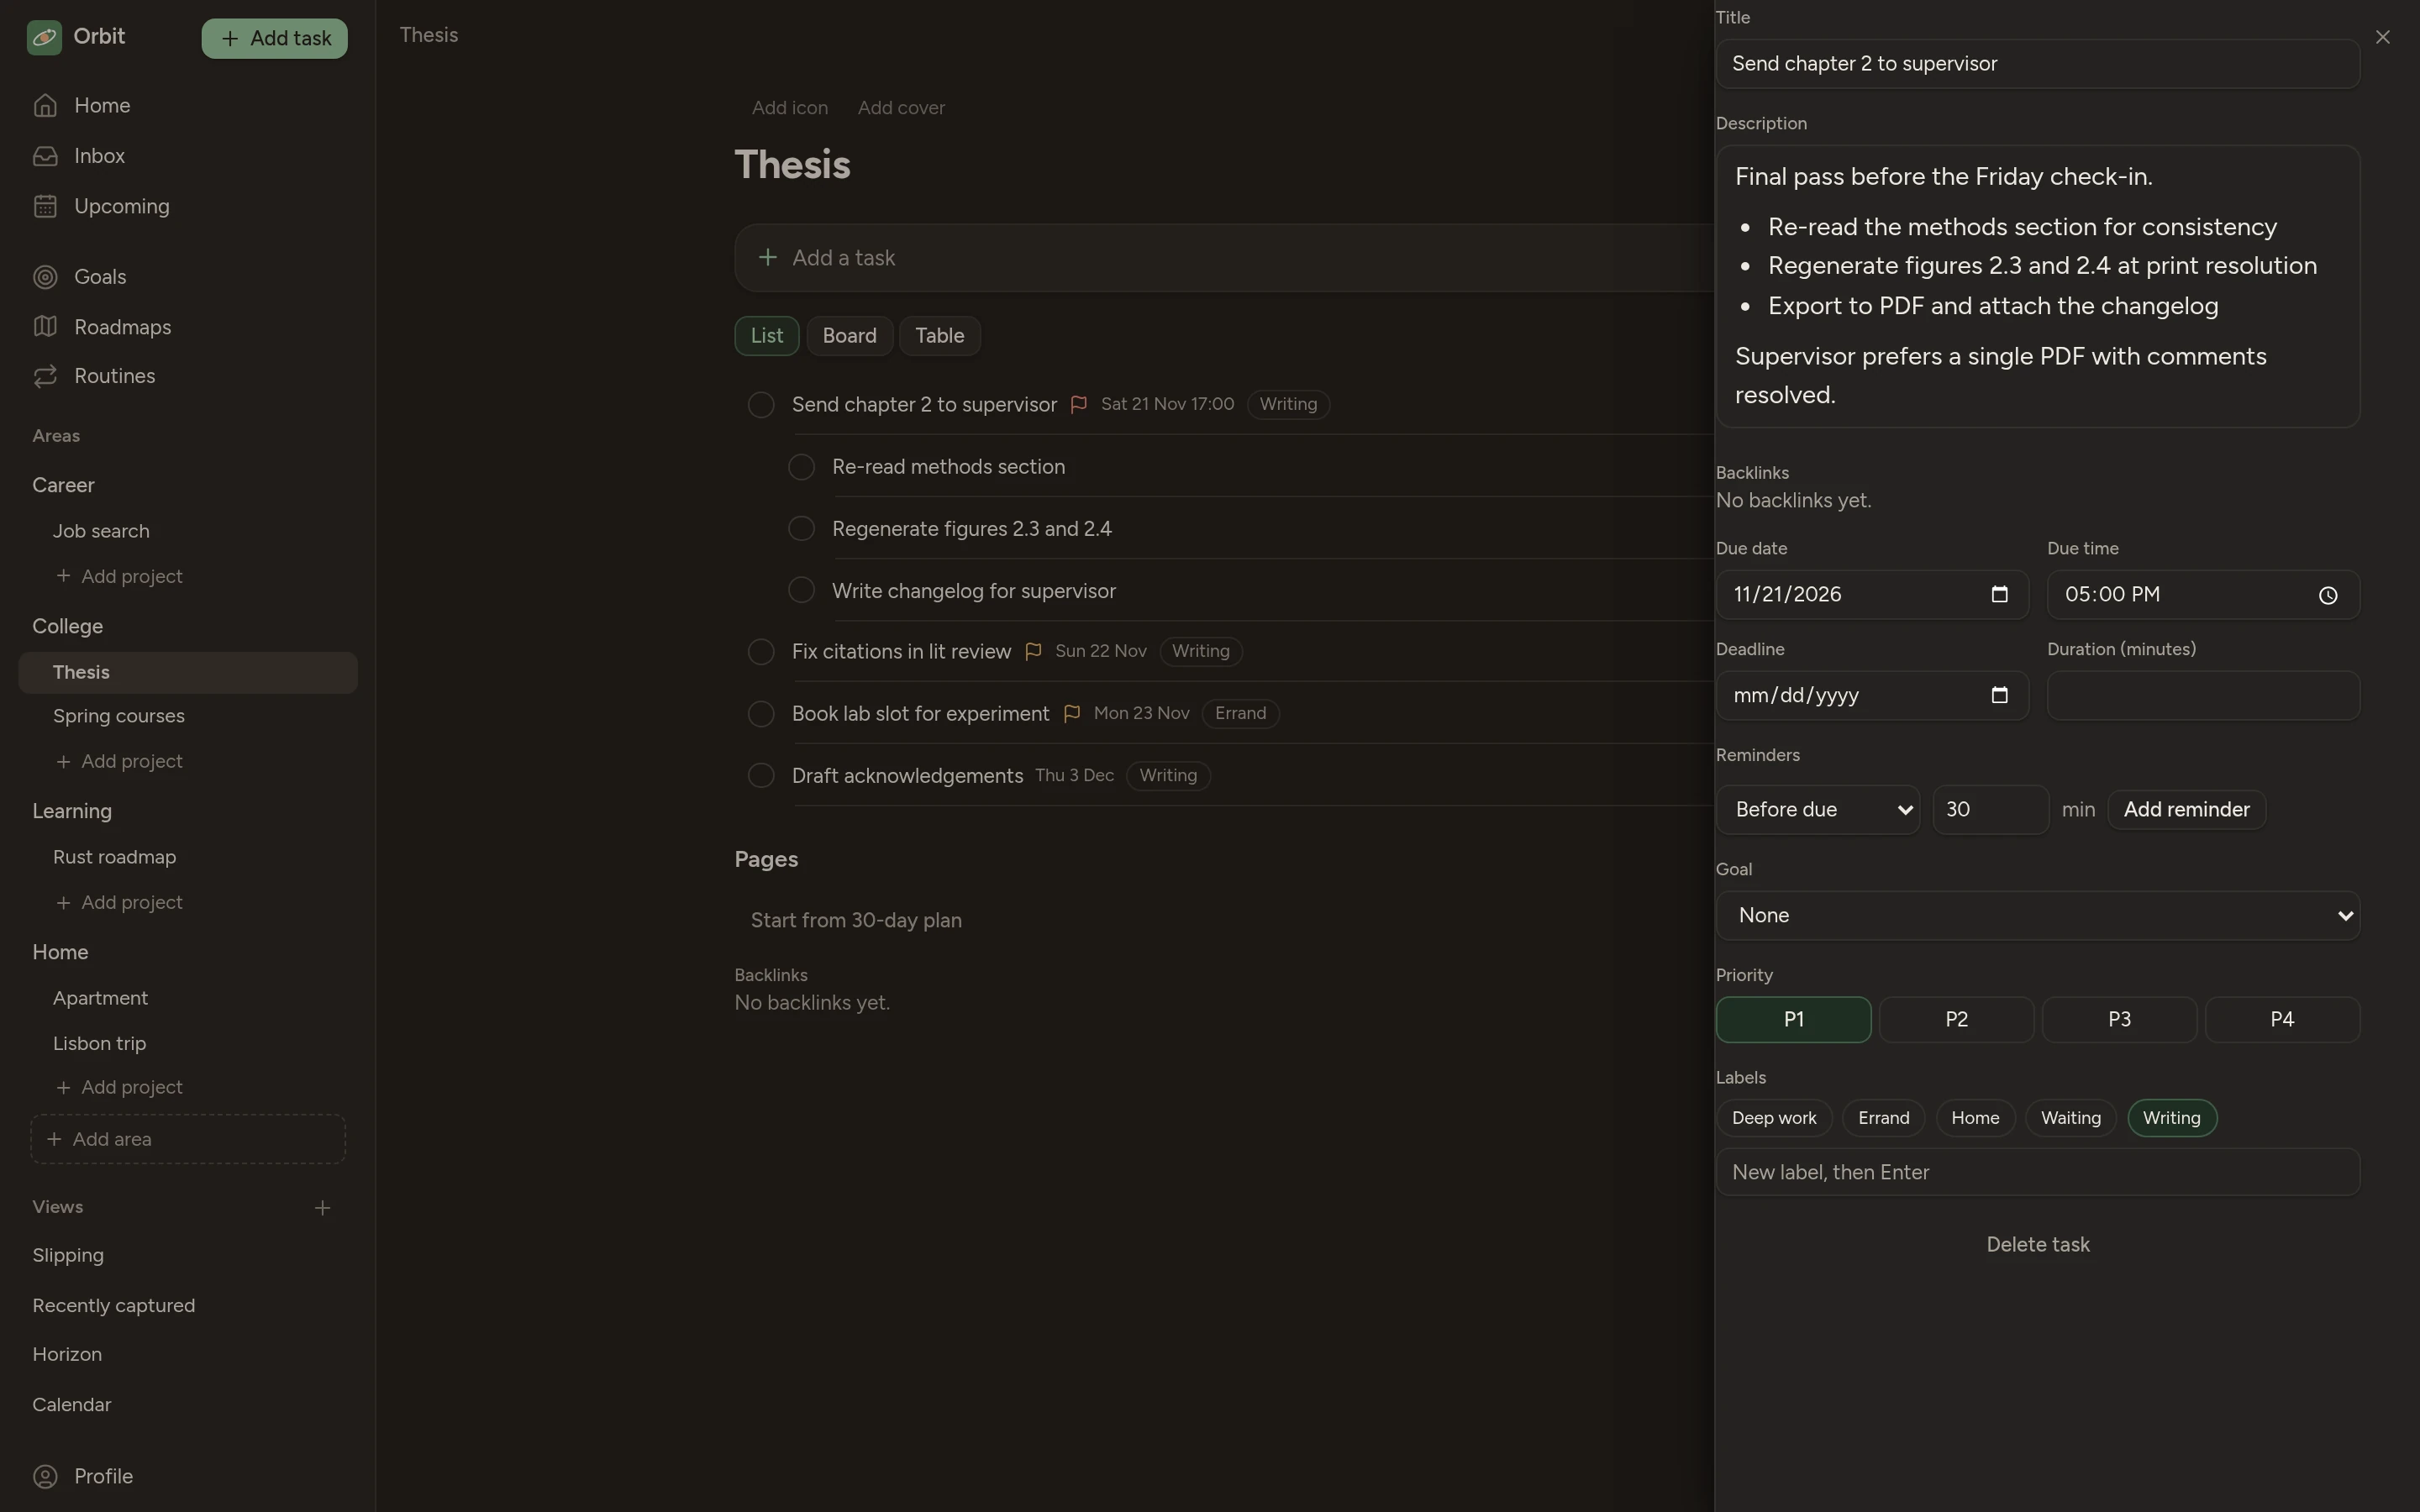 Orbit
Add task
Home
Inbox
Upcoming
Goals
Roadmaps
Routines
Areas
Career
Job search
Add project
College
Thesis
Spring courses
Add project
Learning
Rust roadmap
Add project
Home
Apartment
Lisbon trip
Add project
Add area
Views
Slipping
Recently captured
Horizon
Calendar
Profile
Thesis
Add icon Add cover
Thesis
Add a task
List Board Table
Send chapter 2 to supervisor Sat 21 Nov 17:00 Writing
Re-read methods section
Regenerate figures 2.3 and 2.4
Write changelog for supervisor
Fix citations in lit review Sun 22 Nov Writing
Book lab slot for experiment Mon 23 Nov Errand
Draft acknowledgements Thu 3 Dec Writing
Pages
Start from 30-day plan
Backlinks
No backlinks yet.
Title
Send chapter 2 to supervisor
Description
Final pass before the Friday check-in.
• Re-read the methods section for consistency
• Regenerate figures 2.3 and 2.4 at print resolution
• Export to PDF and attach the changelog
Supervisor prefers a single PDF with comments
resolved.
Backlinks
No backlinks yet.
Due date Due time
11/21/2026 05:00 PM
Deadline Duration (minutes)
mm/dd/yyyy
Reminders
Before due 30 min Add reminder
Goal
None
Priority
P1 P2 P3 P4
Labels
Deep work Errand Home Waiting Writing
New label, then Enter
Delete task